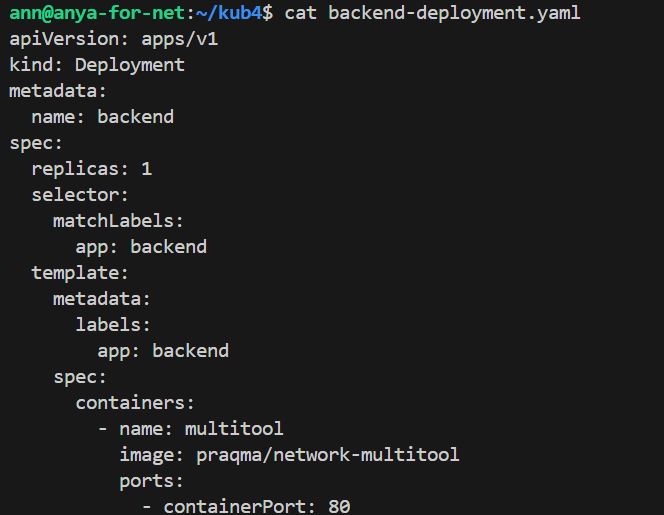 ann@anya-for-net:~/kub4$ cat backend-deployment.yaml
apiVersion: apps/v1
kind: Deployment
metadata:
  name: backend
spec:
  replicas: 1
  selector:
    matchLabels:
      app: backend
  template:
    metadata:
      labels:
        app: backend
    spec:
      containers:
        - name: multitool
          image: praqma/network-multitool
          ports:
            - containerPort: 80